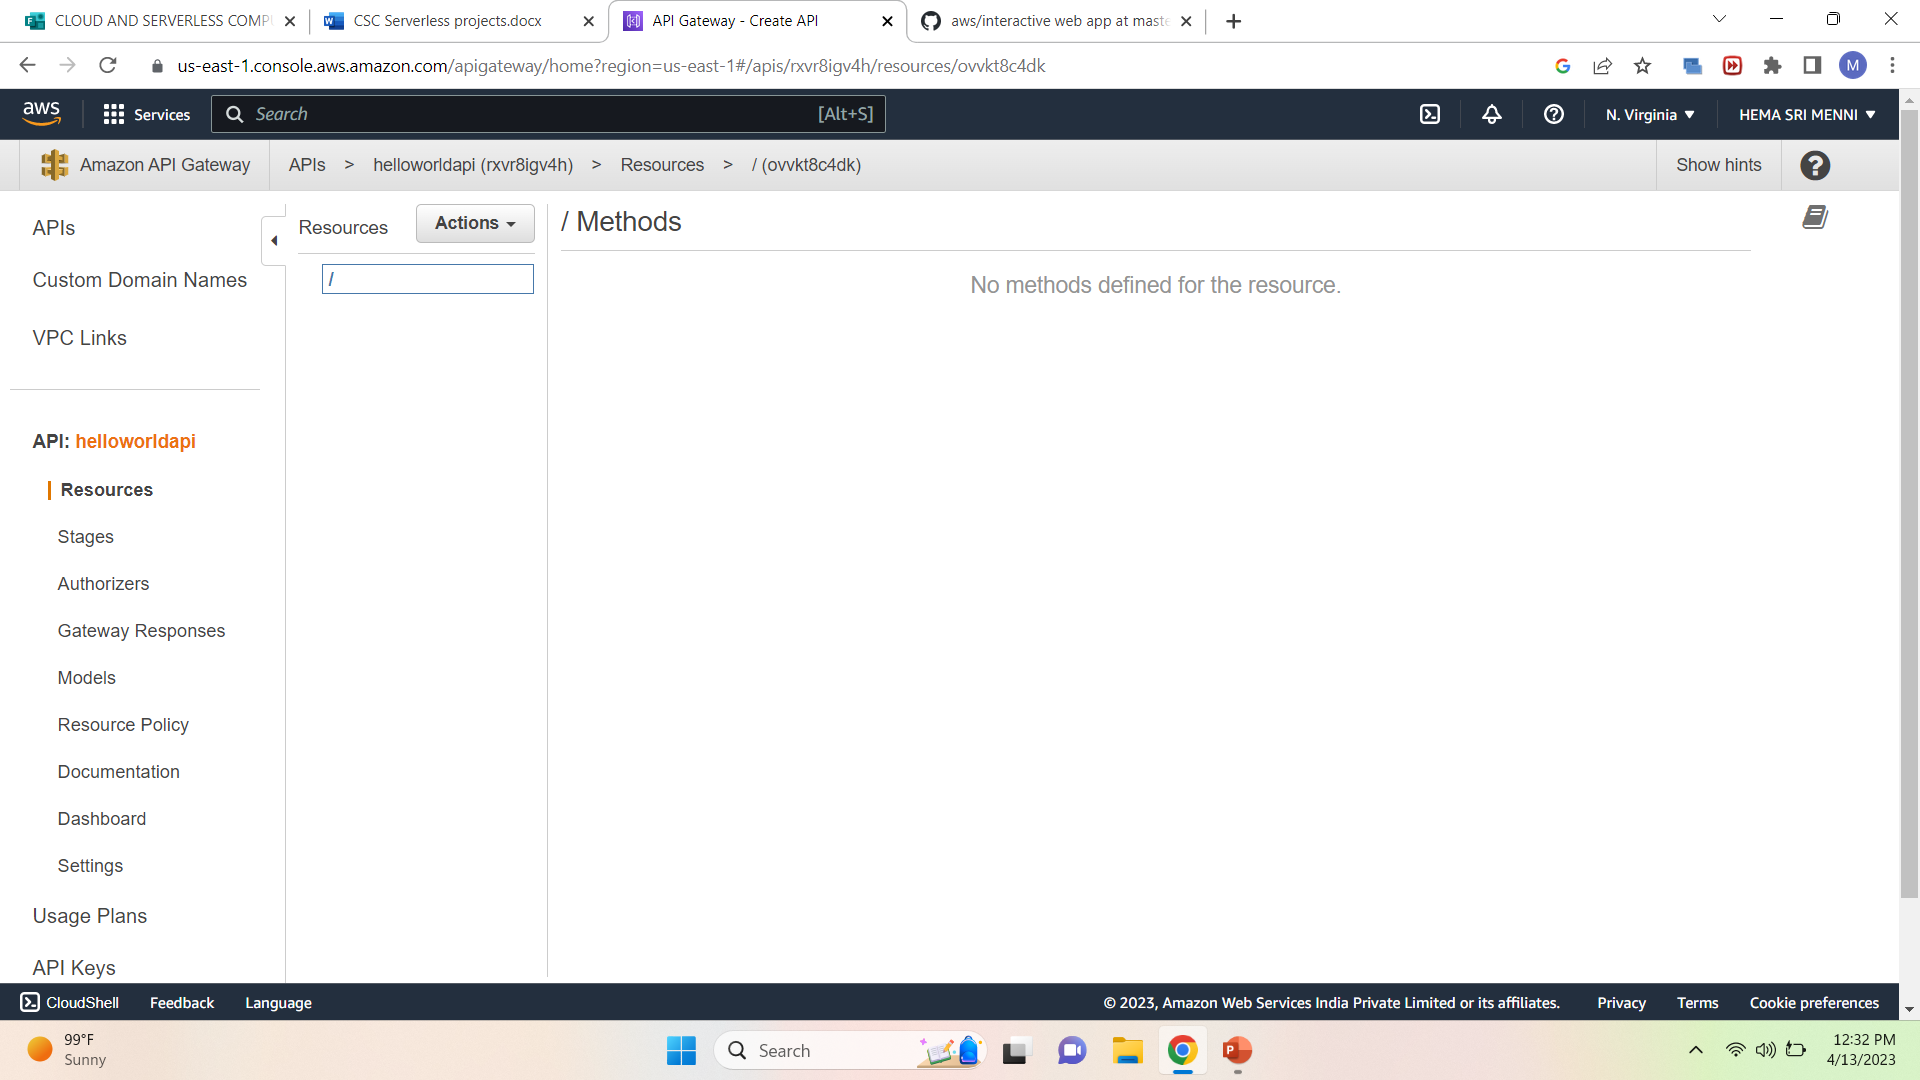 CLOUD AND SERVERLESS COMP
CSC Serverless projects.docx
API Gateway - Create API
aws/interactive web app at maste
us-east-1.console.aws.amazon.com/apigateway/home?region=us-east-1#/apis/rxvr8igv4h/resources/ovvkt8c4dk
M
aws
Services
Search
[Alt+S]
N. Virginia
HEMA SRI MENNI
Amazon API Gateway
APIs > helloworldapi (rxvr8igv4h) > Resources > / (ovvkt8c4dk)
Show hints
APIs
Custom Domain Names
VPC Links
API: helloworldapi
Resources
Stages
Authorizers
Gateway Responses
Models
Resource Policy
Documentation
Dashboard
Settings
Usage Plans
API Keys
Resources
Actions
/
/ Methods
No methods defined for the resource.
CloudShell
Feedback
Language
© 2023, Amazon Web Services India Private Limited or its affiliates.
Privacy
Terms
Cookie preferences
99°F
Sunny
Search
12:32 PM
4/13/2023